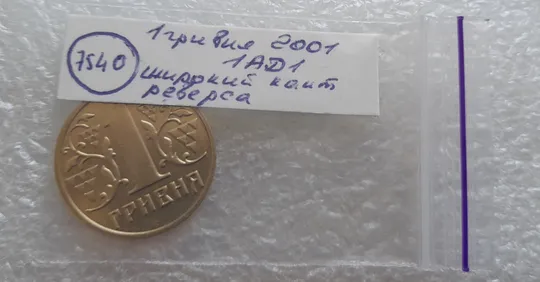 1 гривня 2001
7540
1АД1
широкий кант
реверса
1
ГРИВНЯ